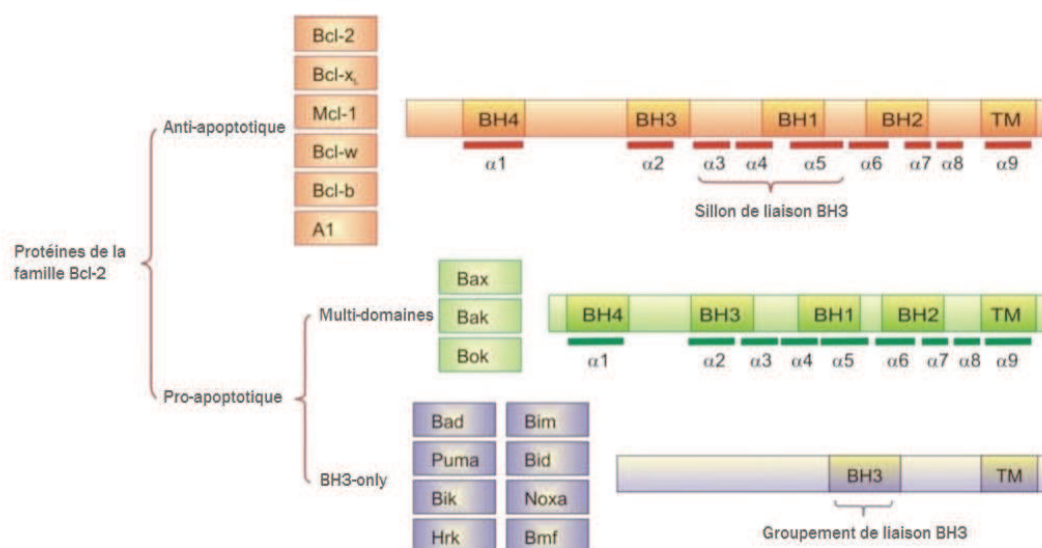 Protéines de la
famille Bcl-2
Anti-apoptotique
Bcl-2
Bcl-xL
Mcl-1
Bcl-w
Bcl-b
A1
BH4 BH3 BH1 BH2 TM
α1 α2 α3 α4 α5 α6 α7 α8 α9
Sillon de liaison BH3
Pro-apoptotique
Multi-domaines
Bax
Bak
Bok
BH4 BH3 BH1 BH2 TM
α1 α2 α3 α4 α5 α6 α7 α8 α9
BH3-only
Bad Bim
Puma Bid
Bik Noxa
Hrk Bmf
BH3 TM
Groupement de liaison BH3